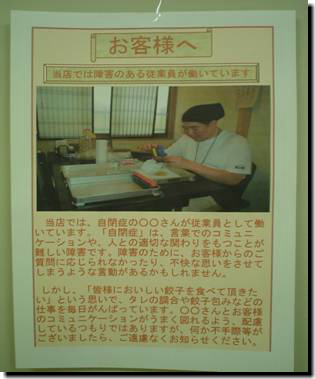 お客様へ
当店では障害のある従業員が働いています
当店では、自閉症の〇〇さんが従業員として働
いています。「自閉症」は、言葉でのコミュニ
ケーションや、人との適切な関わりをもつことが
難しい障害です。障害のために、お客様からのご
質問に応じられなかったり、不快な思いをさせて
しまうような言動があるかもしれません。
しかし、「皆様においしい餃子を食べて頂きた
い」という思いで、タレの調合や餃子包みなどの
仕事を毎日がんばっています。〇〇さんとお客様
のコミュニケーションがうまく図れるよう、配慮
しているつもりではありますが、何か不手際等が
ございましたら、ご遠慮なくお知らせください。